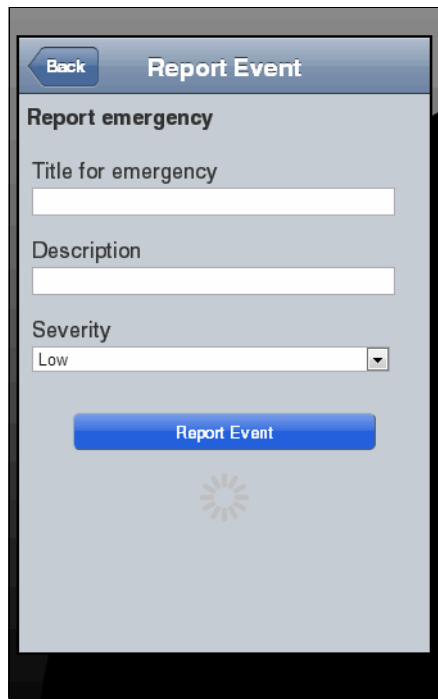 Back
Report Event
Report emergency
Title for emergency
Description
Severity
Low
Report Event